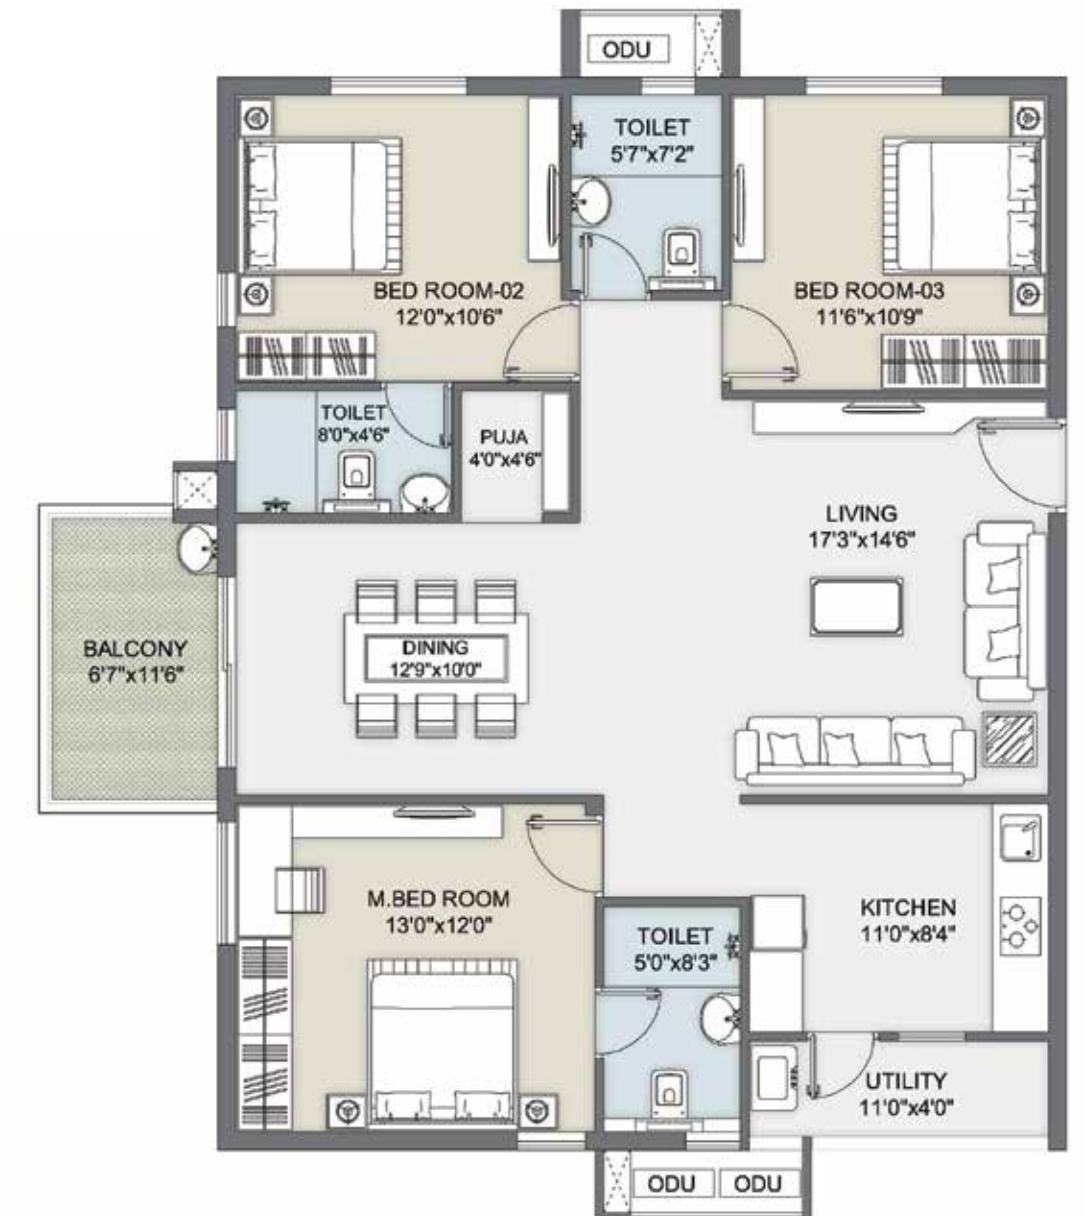 ODU
TOILET
5'7"x7'2"
BED ROOM-02
12'0"x10'6"
BED ROOM-03
11'6"x10'9"
TOILET
8'0"x4'6"
PUJA
4'0"x4'6"
LIVING
17'3"x14'6"
BALCONY
6'7"x11'6"
DINING
12'9"x10'0"
M.BED ROOM
13'0"x12'0"
TOILET
5'0"x8'3"
KITCHEN
11'0"x8'4"
UTILITY
11'0"x4'0"
ODU
ODU